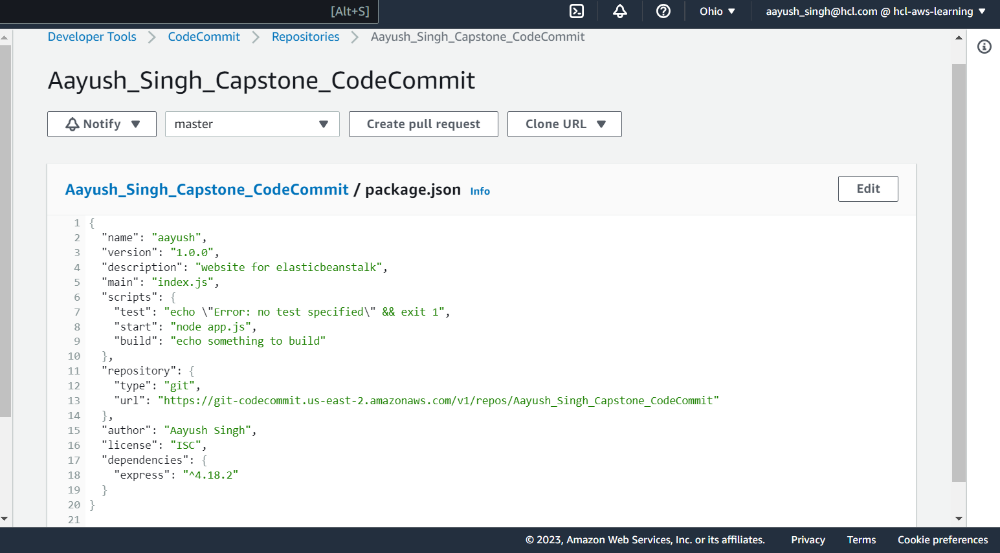 [Alt+S]
Ohio ▼
aayush_singh@hcl.com @ hcl-aws-learning ▼
Developer Tools > CodeCommit > Repositories > Aayush_Singh_Capstone_CodeCommit
Aayush_Singh_Capstone_CodeCommit
Notify ▼
master ▼
Create pull request
Clone URL ▼
Aayush_Singh_Capstone_CodeCommit / package.json Info
Edit
1 {
2   "name": "aayush",
3   "version": "1.0.0",
4   "description": "website for elasticbeanstalk",
5   "main": "index.js",
6   "scripts": {
7     "test": "echo \"Error: no test specified\" && exit 1",
8     "start": "node app.js",
9     "build": "echo something to build"
10   },
11   "repository": {
12     "type": "git",
13     "url": "https://git-codecommit.us-east-2.amazonaws.com/v1/repos/Aayush_Singh_Capstone_CodeCommit"
14   },
15   "author": "Aayush Singh",
16   "license": "ISC",
17   "dependencies": {
18     "express": "^4.18.2"
19   }
20 }
21
© 2023, Amazon Web Services, Inc. or its affiliates. Privacy Terms Cookie preferences